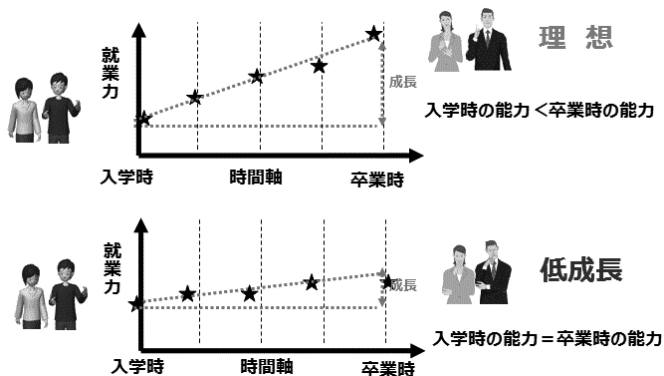 就業力
成長
理 想
入学時の能力<卒業時の能力
入学時
時間軸
卒業時
就業力
成長
低成長
入学時の能力=卒業時の能力
入学時
時間軸
卒業時